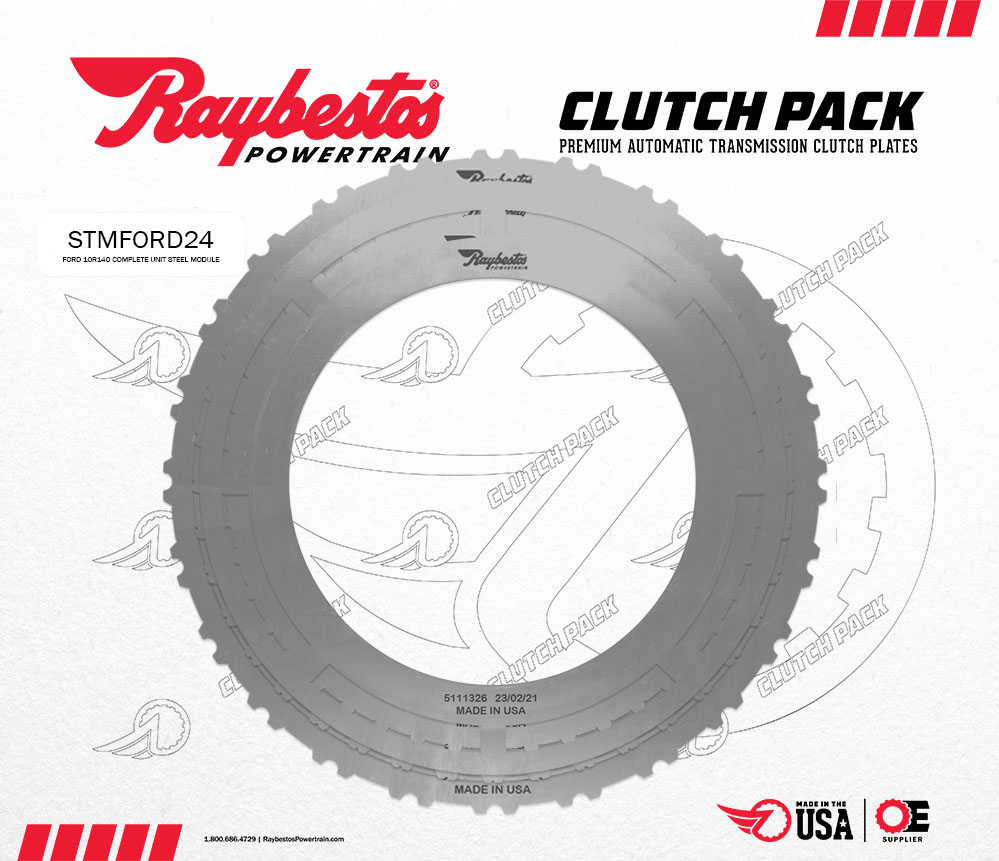 Raybestos®
POWERTRAIN
CLUTCH PACK
PREMIUM AUTOMATIC TRANSMISSION CLUTCH PLATES
STMFORD24
FORD 10R140 COMPLETE UNIT STEEL MODULE
Raybestos
Raybestos
POWERTRAIN
CLUTCH PACK
CLUTCH PACK
CLUTCH PACK
CLUTCH PACK
CLUTCH PACK
5111326 23/02/21
MADE IN USA
MADE IN USA
1.800.686.4729 | RaybestosPowertrain.com
MADE IN THE
USA
OE
SUPPLIER